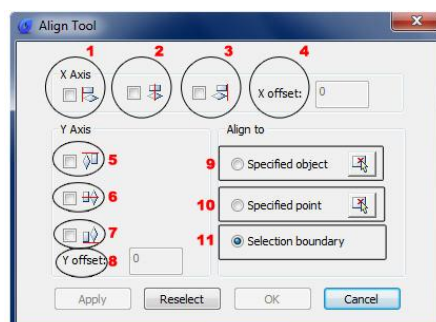 Align Tool
1 2 3 4
X Axis
X offset: 0
Y Axis
Align to
5
9 Specified object
6
10 Specified point
7
11 Selection boundary
Y offset: 8 0
Apply Reselect OK Cancel